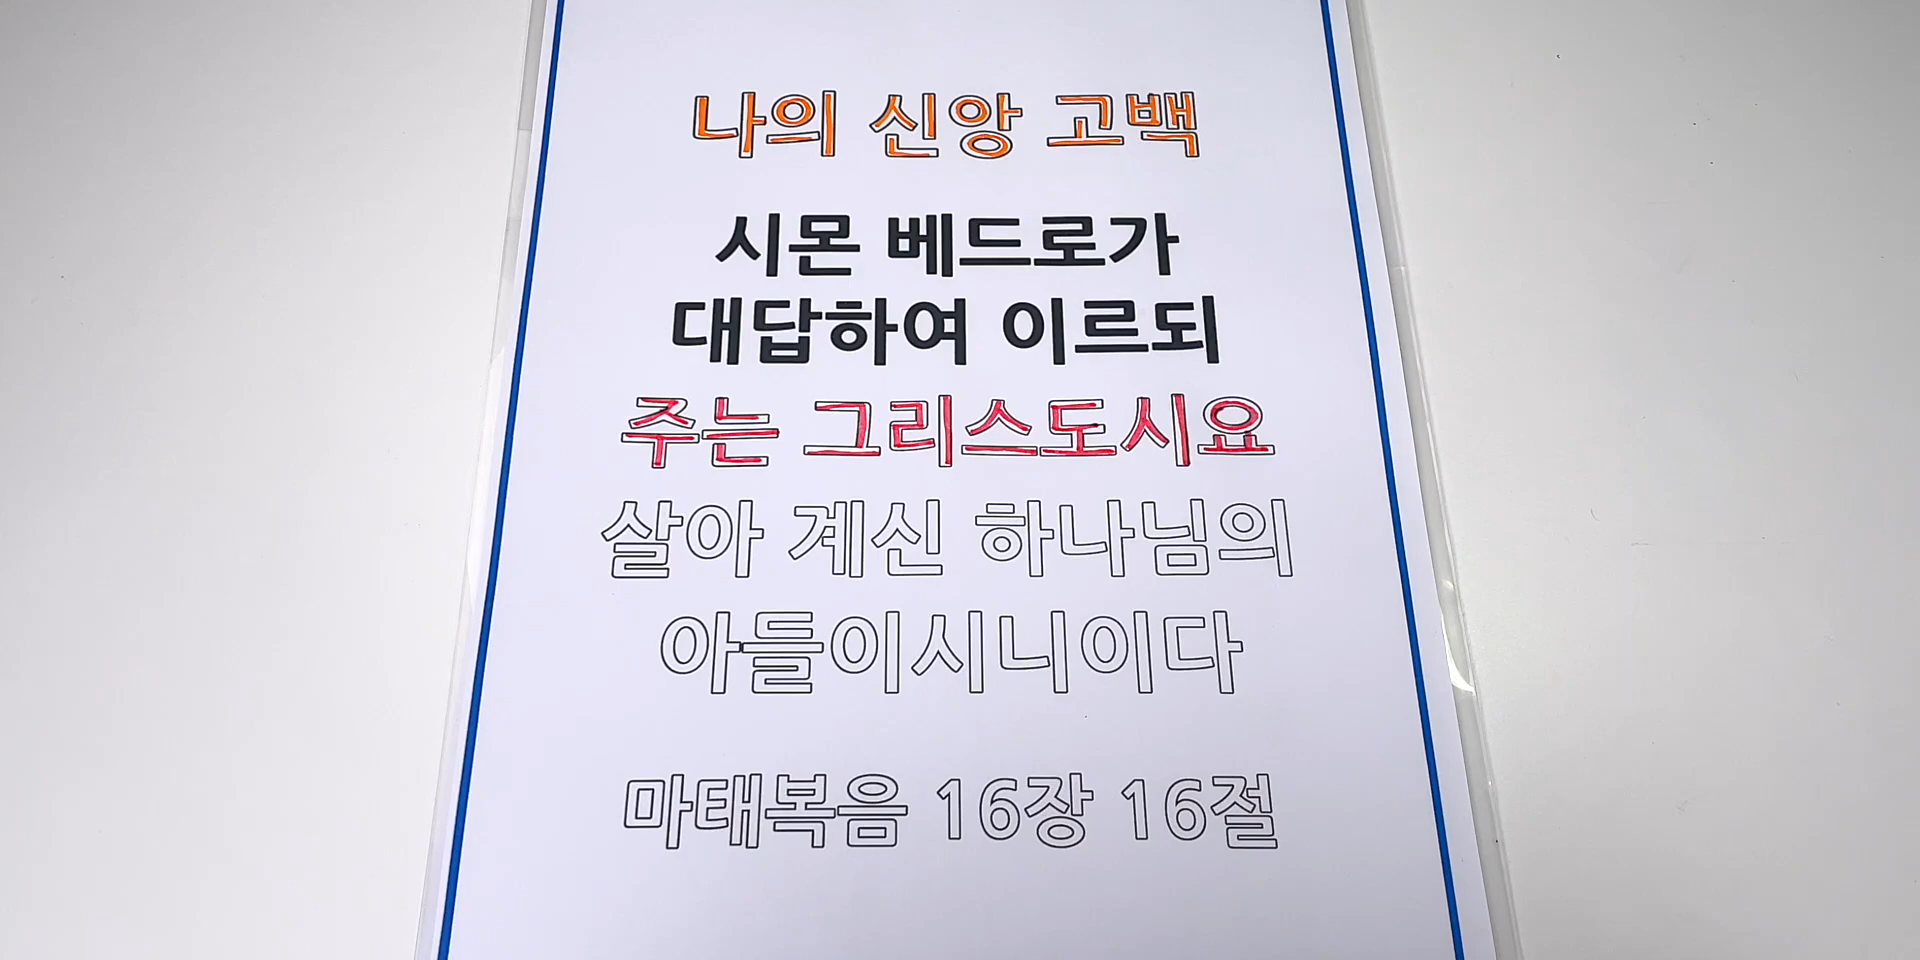 나의 신앙 고백
시몬 베드로가
대답하여 이르되
주는 그리스도시요
살아 계신 하나님의
아들이시니이다
마태복음 16장 16절